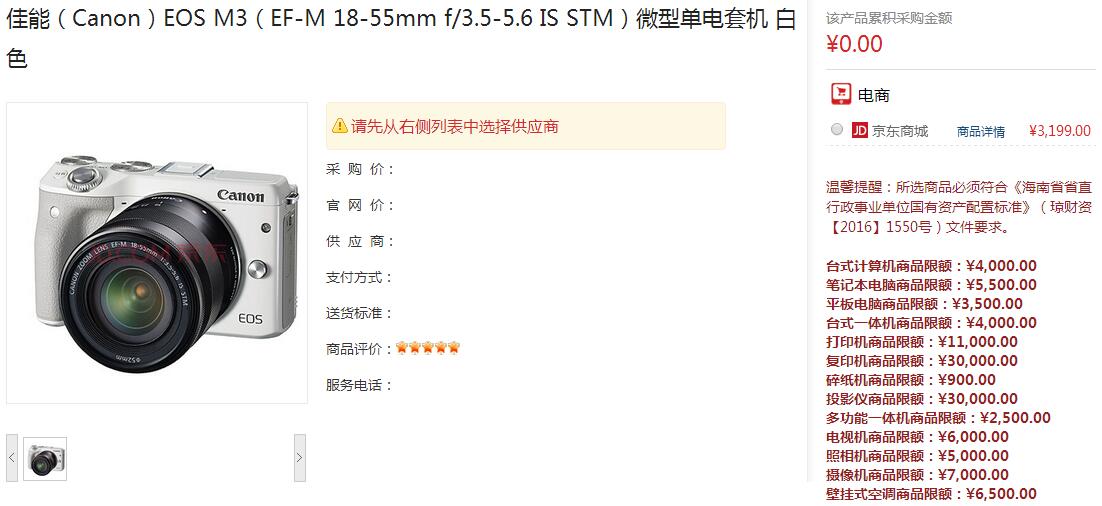 佳能（Canon）EOS M3（EF-M 18-55mm f/3.5-5.6 IS STM）微型单电套机 白
色
Canon
JD.COM 京东
CANON ZOOM LENS EF-M 18-55mm 1:3.5-5.6 IS STM
EOS
⌀52mm
请先从右侧列表中选择供应商
采 购 价：
官 网 价：
供 应 商：
支付方式：
送货标准：
商品评价：
服务电话：
该产品累积采购金额
¥0.00
电商
JD 京东商城 商品详情 ¥3,199.00
温馨提醒：所选商品必须符合《海南省省直
行政事业单位国有资产配置标准》（琼财资
【2016】1550号）文件要求。
台式计算机商品限额：¥4,000.00
笔记本电脑商品限额：¥5,500.00
平板电脑商品限额：¥3,500.00
台式一体机商品限额：¥4,000.00
打印机商品限额：¥11,000.00
复印机商品限额：¥30,000.00
碎纸机商品限额：¥900.00
投影仪商品限额：¥30,000.00
多功能一体机商品限额：¥2,500.00
电视机商品限额：¥6,000.00
照相机商品限额：¥5,000.00
摄像机商品限额：¥7,000.00
壁挂式空调商品限额：¥6,500.00